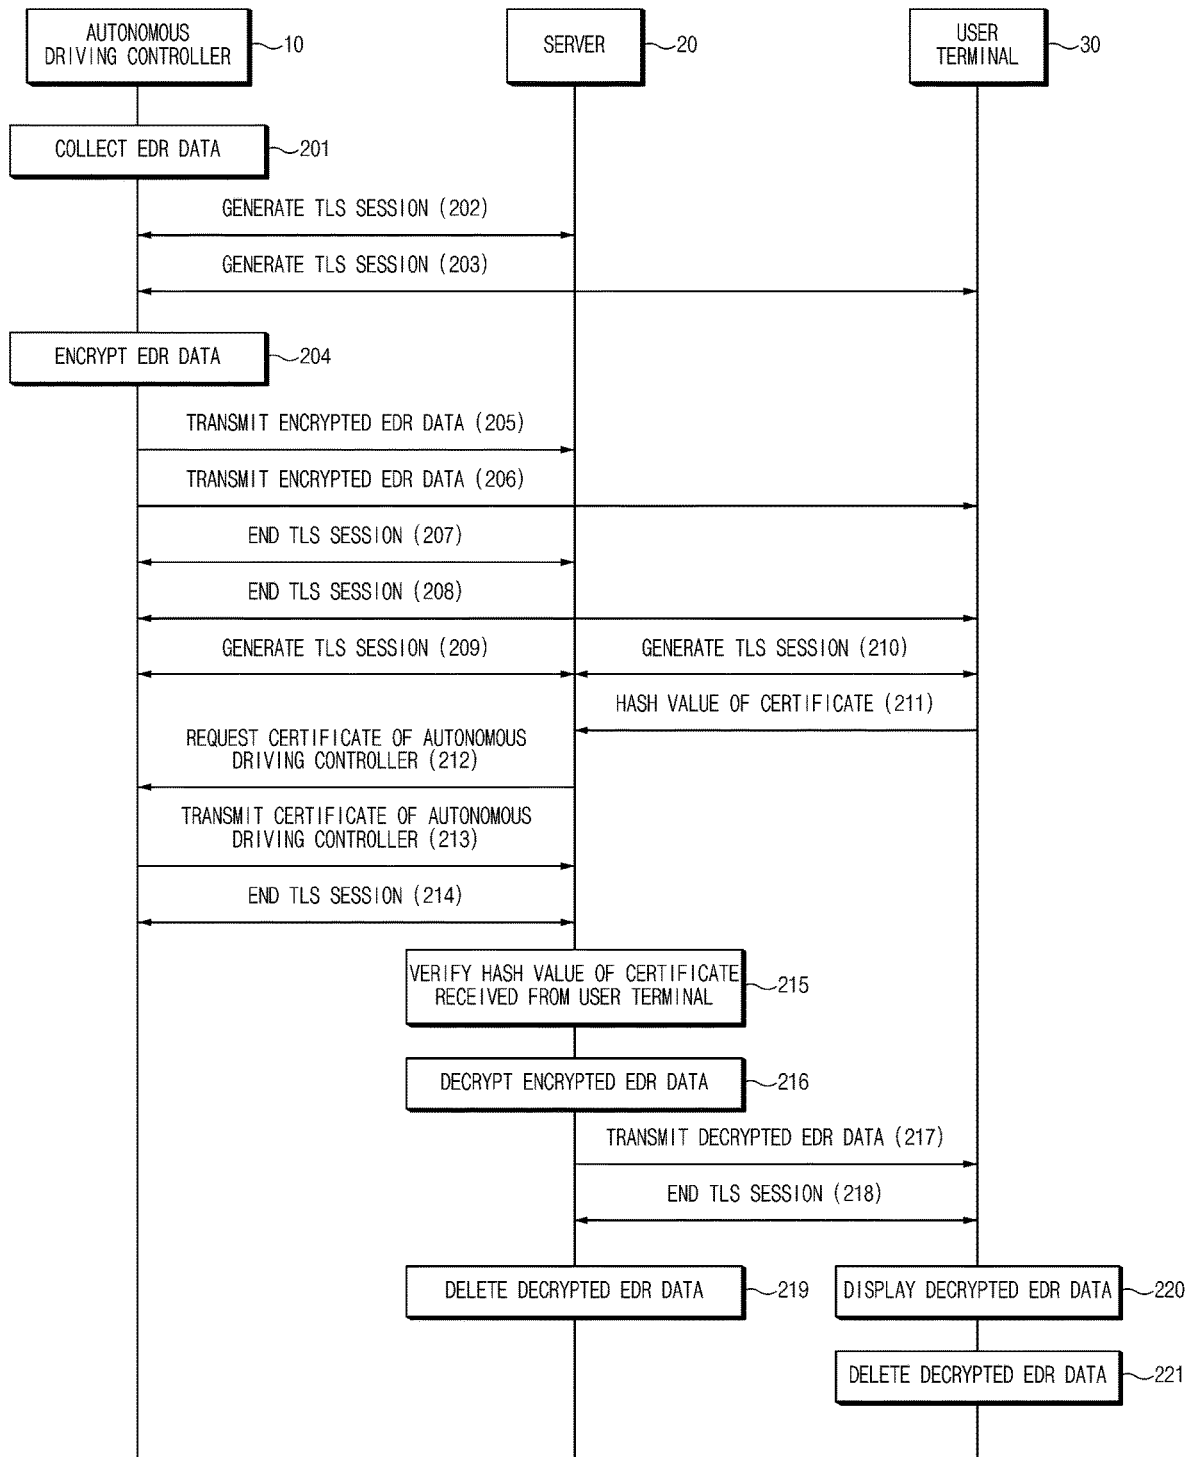 AUTONOMOUS
DRIVING CONTROLLER
10
SERVER
20
USER
TERMINAL
30
COLLECT EDR DATA
201
GENERATE TLS SESSION (202)
GENERATE TLS SESSION (203)
ENCRYPT EDR DATA
204
TRANSMIT ENCRYPTED EDR DATA (205)
TRANSMIT ENCRYPTED EDR DATA (206)
END TLS SESSION (207)
END TLS SESSION (208)
GENERATE TLS SESSION (209)
GENERATE TLS SESSION (210)
HASH VALUE OF CERTIFICATE (211)
REQUEST CERTIFICATE OF AUTONOMOUS
DRIVING CONTROLLER (212)
TRANSMIT CERTIFICATE OF AUTONOMOUS
DRIVING CONTROLLER (213)
END TLS SESSION (214)
VERIFY HASH VALUE OF CERTIFICATE
RECEIVED FROM USER TERMINAL
215
DECRYPT ENCRYPTED EDR DATA
216
TRANSMIT DECRYPTED EDR DATA (217)
END TLS SESSION (218)
DELETE DECRYPTED EDR DATA
219
DISPLAY DECRYPTED EDR DATA
220
DELETE DECRYPTED EDR DATA
221